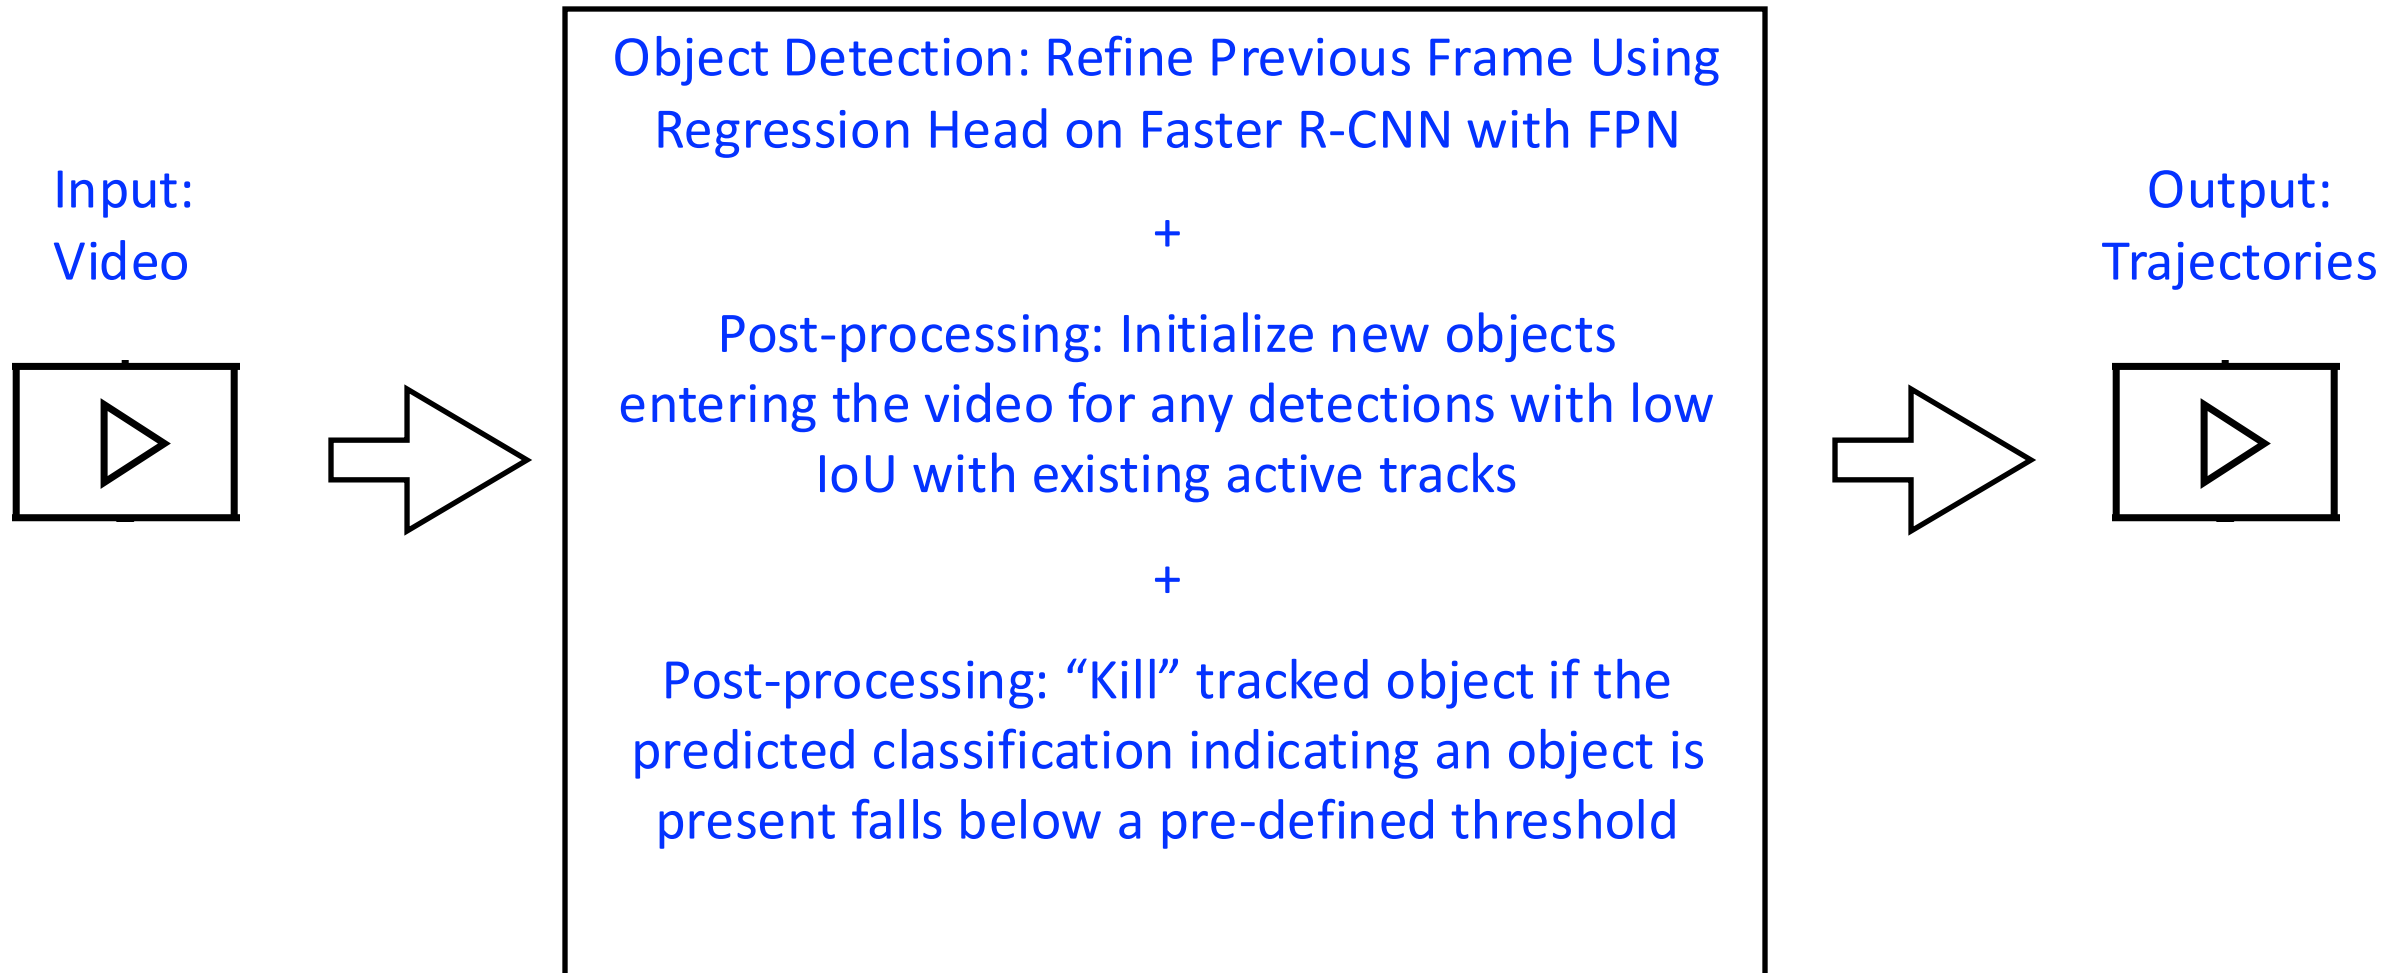 Input:
Video
Object Detection: Refine Previous Frame Using
Regression Head on Faster R-CNN with FPN
+
Post-processing: Initialize new objects
entering the video for any detections with low
IoU with existing active tracks
+
Post-processing: “Kill” tracked object if the
predicted classification indicating an object is
present falls below a pre-defined threshold
Output:
Trajectories